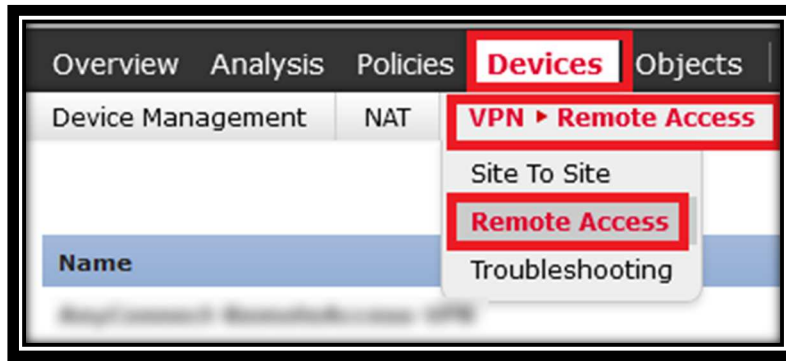 Overview Analysis Policies Devices Objects
Device Management NAT VPN ▸ Remote Access
Site To Site
Remote Access
Name
Troubleshooting